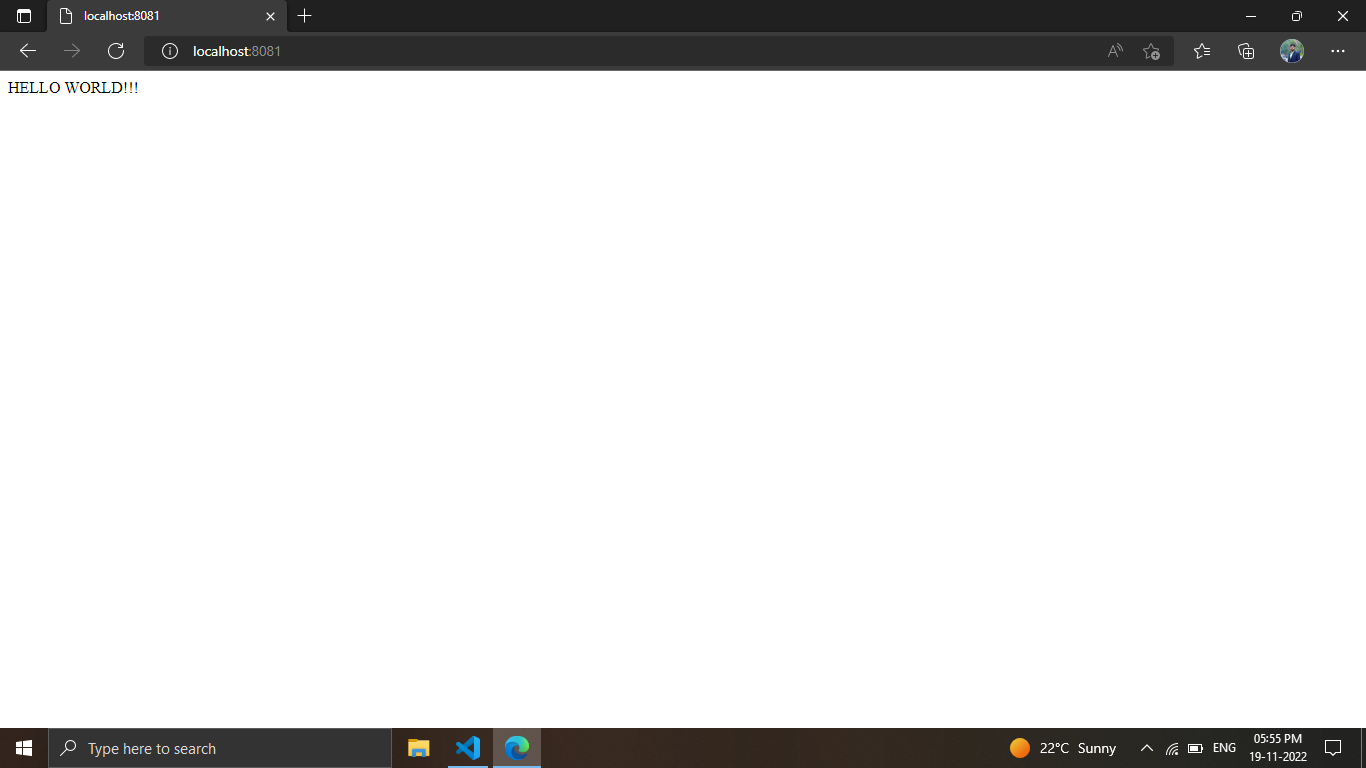 localhost:8081
localhost:8081
HELLO WORLD!!!
Type here to search
22°C Sunny
ENG
05:55 PM
19-11-2022